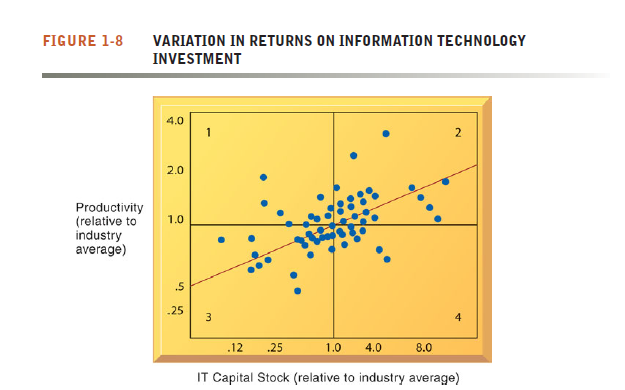 FIGURE 1-8 VARIATION IN RETURNS ON INFORMATION TECHNOLOGY
INVESTMENT
4.0
1
2
2.0
Productivity
(relative to
industry
average)
1.0
.5
.25
3
4
.12 .25 1.0 4.0 8.0
IT Capital Stock (relative to industry average)